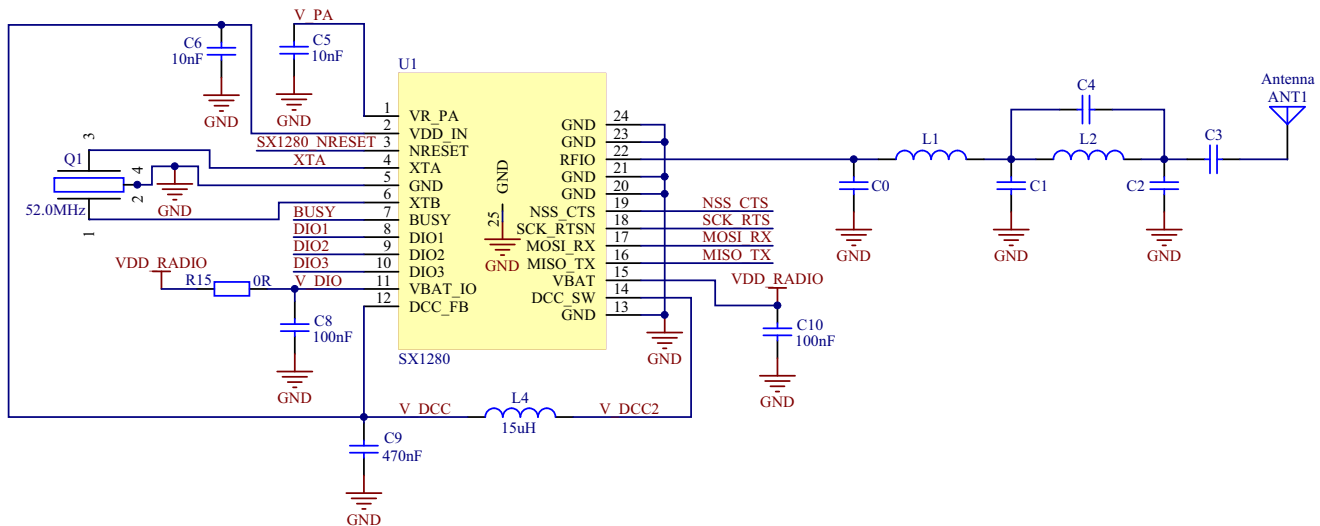 V_PA
C6
10nF
GND
C5
10nF
GND
U1
1
VR_PA
2
VDD_IN
SX1280_NRESET
3
NRESET
XTA
4
XTA
5
GND
6
XTB
BUSY
7
BUSY
DIO1
8
DIO1
DIO2
9
DIO2
DIO3
10
DIO3
V_DIO
11
VBAT_IO
12
DCC_FB
GND
25
GND
SX1280
24
GND
23
GND
22
RFIO
21
GND
20
GND
19
NSS_CTS
NSS_CTS
18
SCK_RTSN
SCK_RTS
17
MOSI_RX
MOSI_RX
16
MISO_TX
MISO_TX
15
VBAT
14
DCC_SW
13
GND
GND
3
Q1
4
2
52.0MHz
1
GND
VDD_RADIO
R15
0R
C8
100nF
GND
VDD_RADIO
C10
100nF
GND
V_DCC
L4
15uH
V_DCC2
C9
470nF
GND
C0
GND
L1
C4
L2
C1
GND
C2
GND
C3
Antenna
ANT1